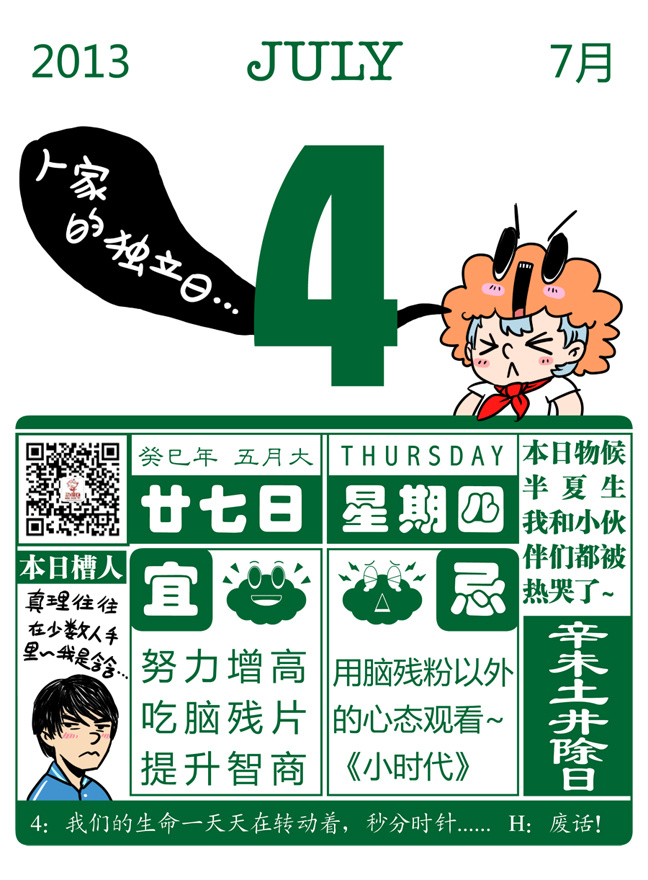 2013 JULY 7月
人家
的独立日...
4
癸巳年 五月大
廿七日
THURSDAY
星期四
本日物候
半夏生
我和小伙
伴们都被
热哭了~
本日槽人
真理往往
在少数人手
里~我是含含...
宜
努力增高
吃脑残片
提升智商
忌
用脑残粉以外
的心态观看~
《小时代》
辛未土井除日
4：我们的生命一天天在转动着，秒分时针...... H：废话!